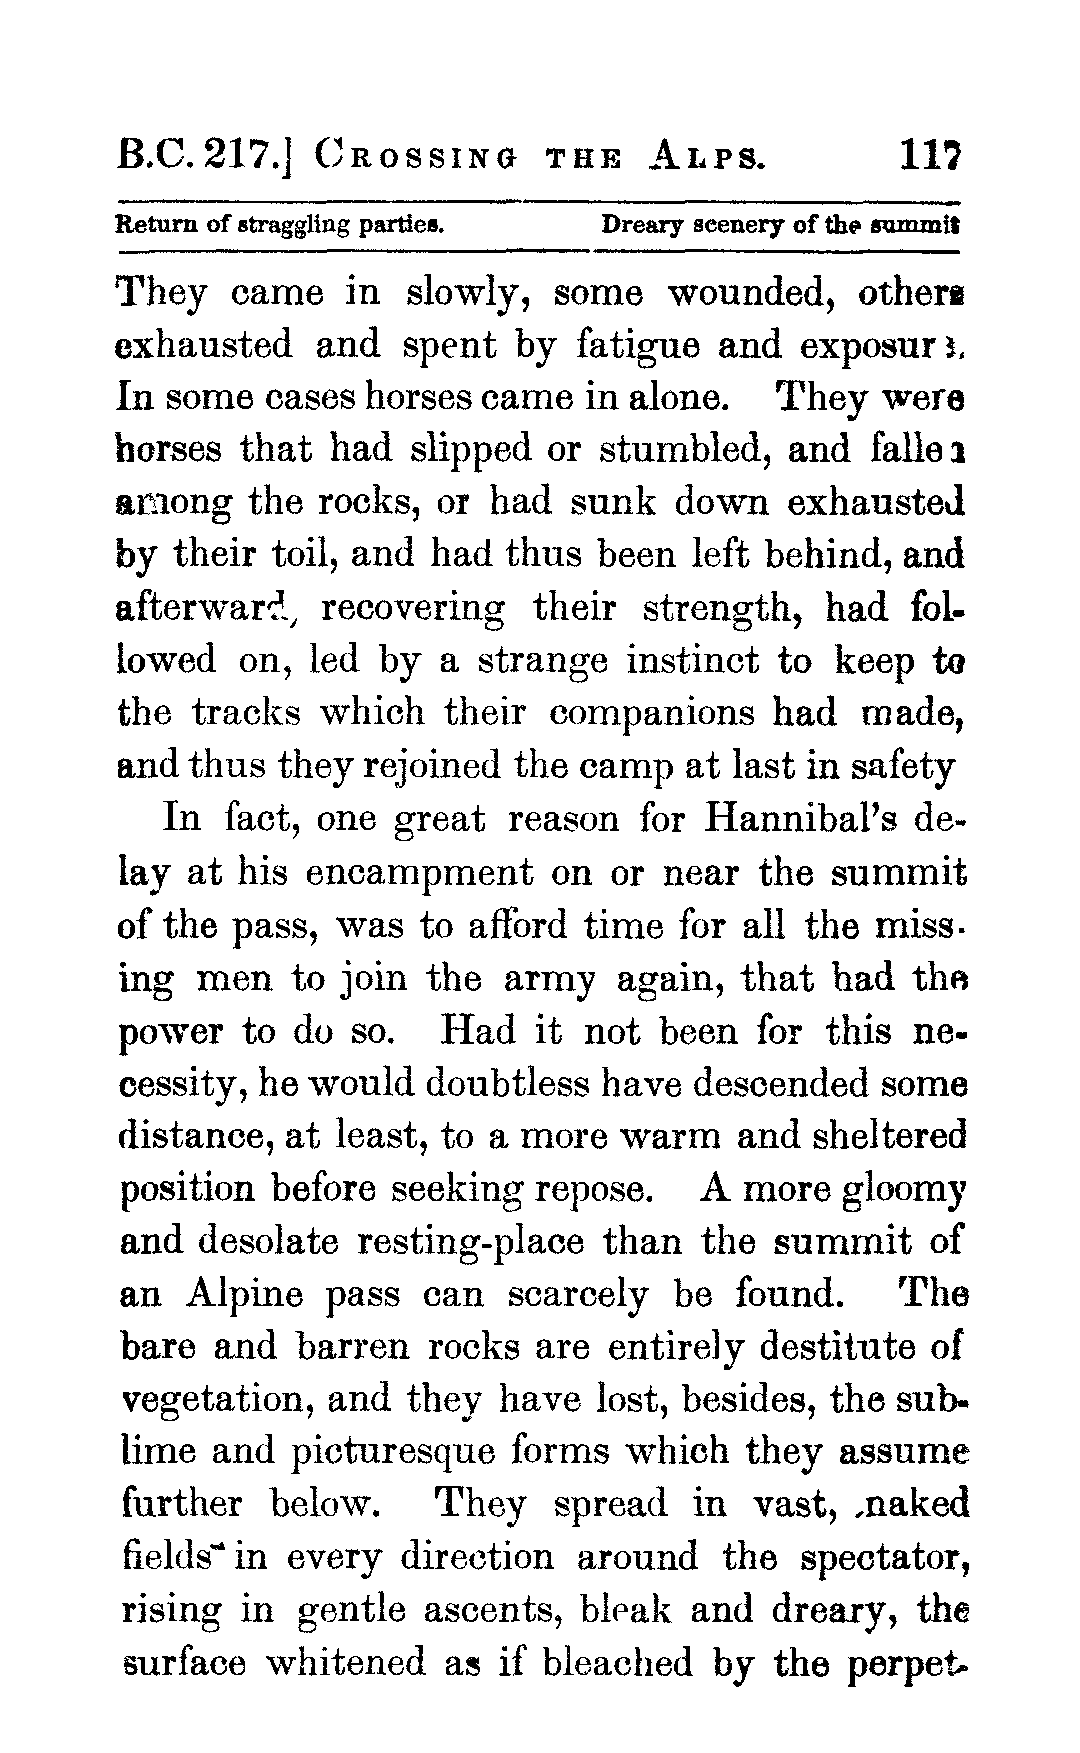 B.C. 217.] CROSSING THE ALPS. 117
Return of straggling parties. Dreary scenery of the summit
They came in slowly, some wounded, others
exhausted and spent by fatigue and exposure.
In some cases horses came in alone. They were
horses that had slipped or stumbled, and fallen
among the rocks, or had sunk down exhausted
by their toil, and had thus been left behind, and
afterward, recovering their strength, had fol-
lowed on, led by a strange instinct to keep to
the tracks which their companions had made,
and thus they rejoined the camp at last in safety
In fact, one great reason for Hannibal's de-
lay at his encampment on or near the summit
of the pass, was to afford time for all the miss-
ing men to join the army again, that had the
power to do so. Had it not been for this ne-
cessity, he would doubtless have descended some
distance, at least, to a more warm and sheltered
position before seeking repose. A more gloomy
and desolate resting-place than the summit of
an Alpine pass can scarcely be found. The
bare and barren rocks are entirely destitute of
vegetation, and they have lost, besides, the sub-
lime and picturesque forms which they assume
further below. They spread in vast, naked
fields in every direction around the spectator,
rising in gentle ascents, bleak and dreary, the
surface whitened as if bleached by the perpet-